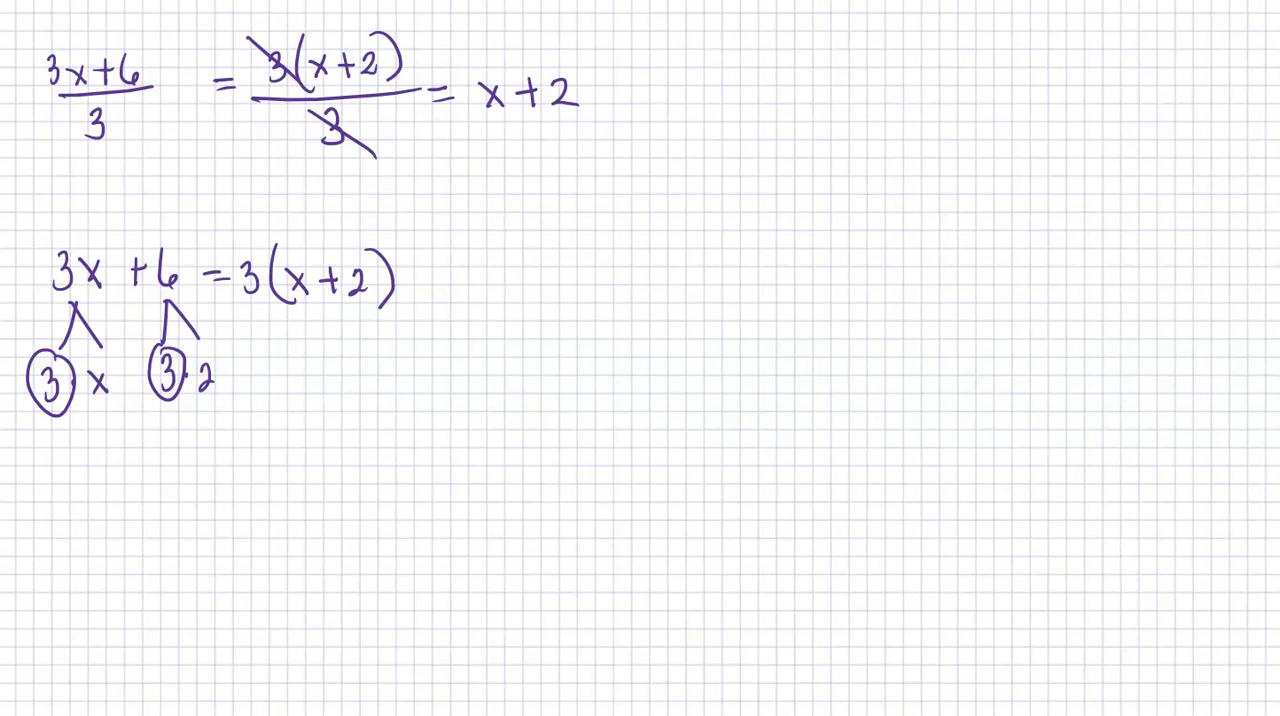 3x+6/3 = 3(x+2)/3 = x+2
3x +6 = 3(x+2)
3 · x 3 · 2